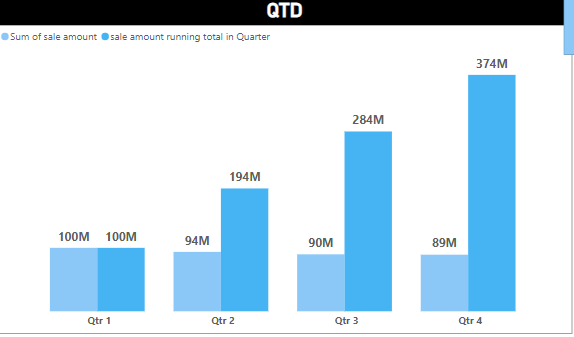 QTD
Sum of sale amount sale amount running total in Quarter
374M
284M
194M
100M 100M 94M 90M 89M
Qtr 1 Qtr 2 Qtr 3 Qtr 4